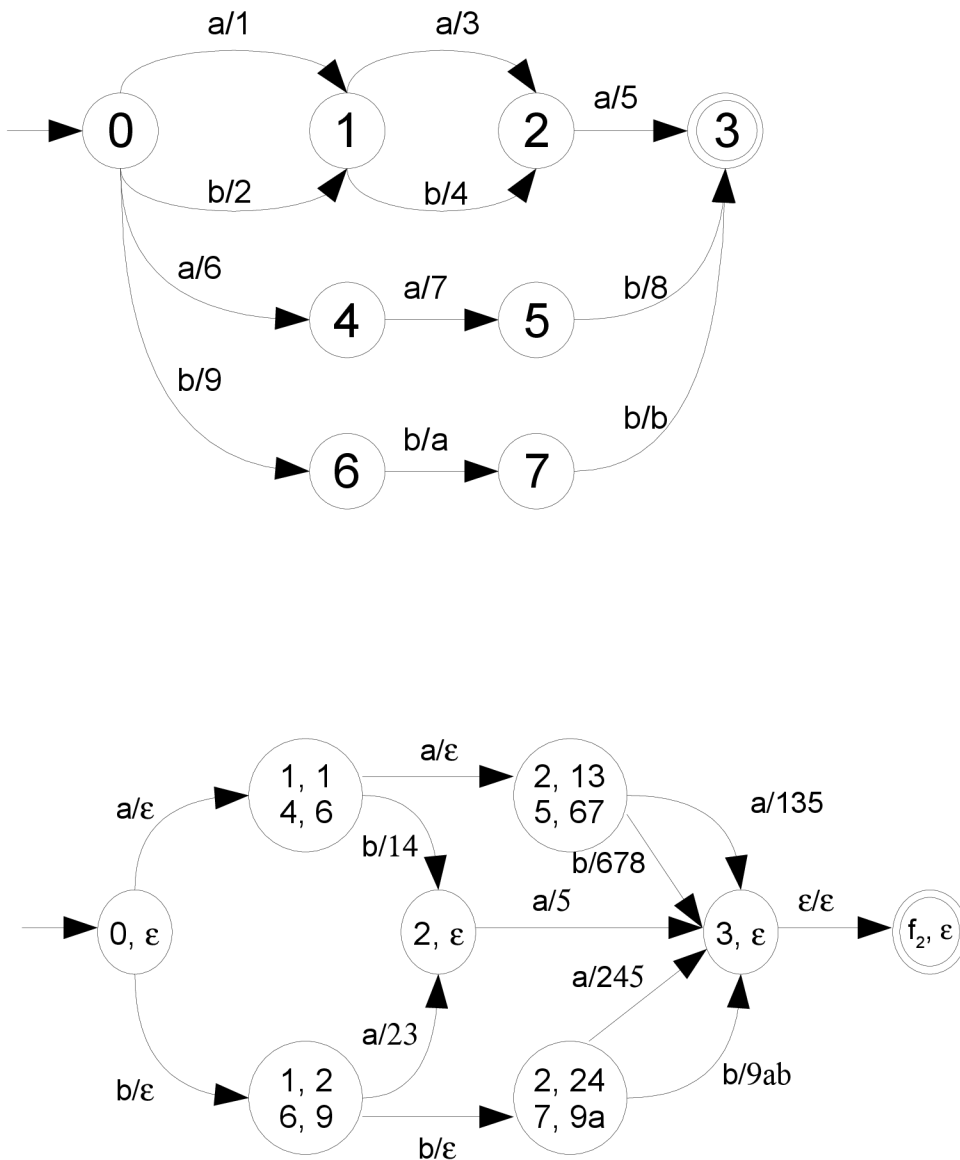 a/1
a/3
a/5
0
1
2
3
b/2
b/4
a/6
a/7
b/8
4
5
b/9
b/a
b/b
6
7
a/ε
1, 1
4, 6
2, 13
5, 67
a/ε
a/135
b/14
b/678
a/5
ε/ε
0, ε
2, ε
3, ε
f2, ε
a/245
a/23
b/ε
1, 2
6, 9
2, 24
7, 9a
b/9ab
b/ε